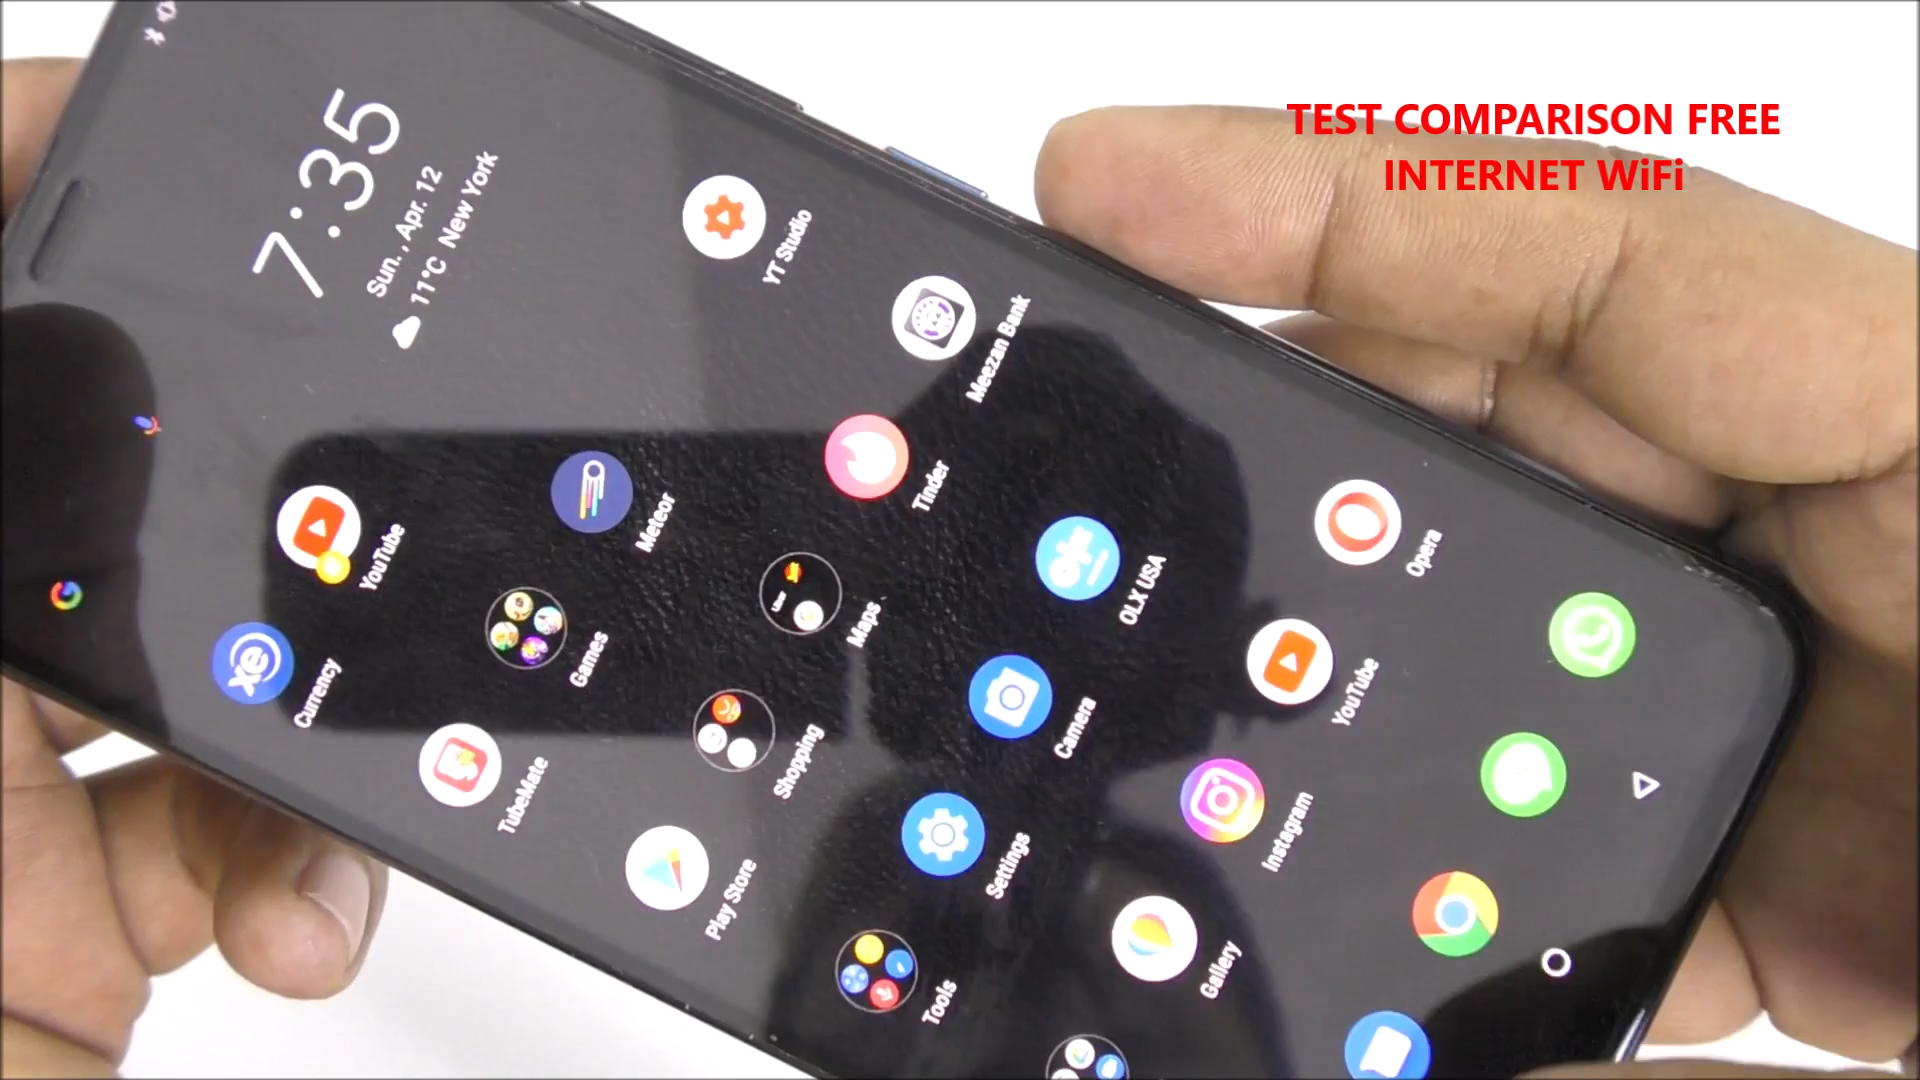 TEST COMPARISON FREE
INTERNET WiFi
7:35
Sun., Apr. 12
11°C New York
YT Studio
Meezan Bank
YouTube
Meteor
Tinder
OLX USA
Opera
Currency
Games
Maps
Camera
YouTube
TubeMate
Shopping
Settings
Instagram
Play Store
Tools
Gallery